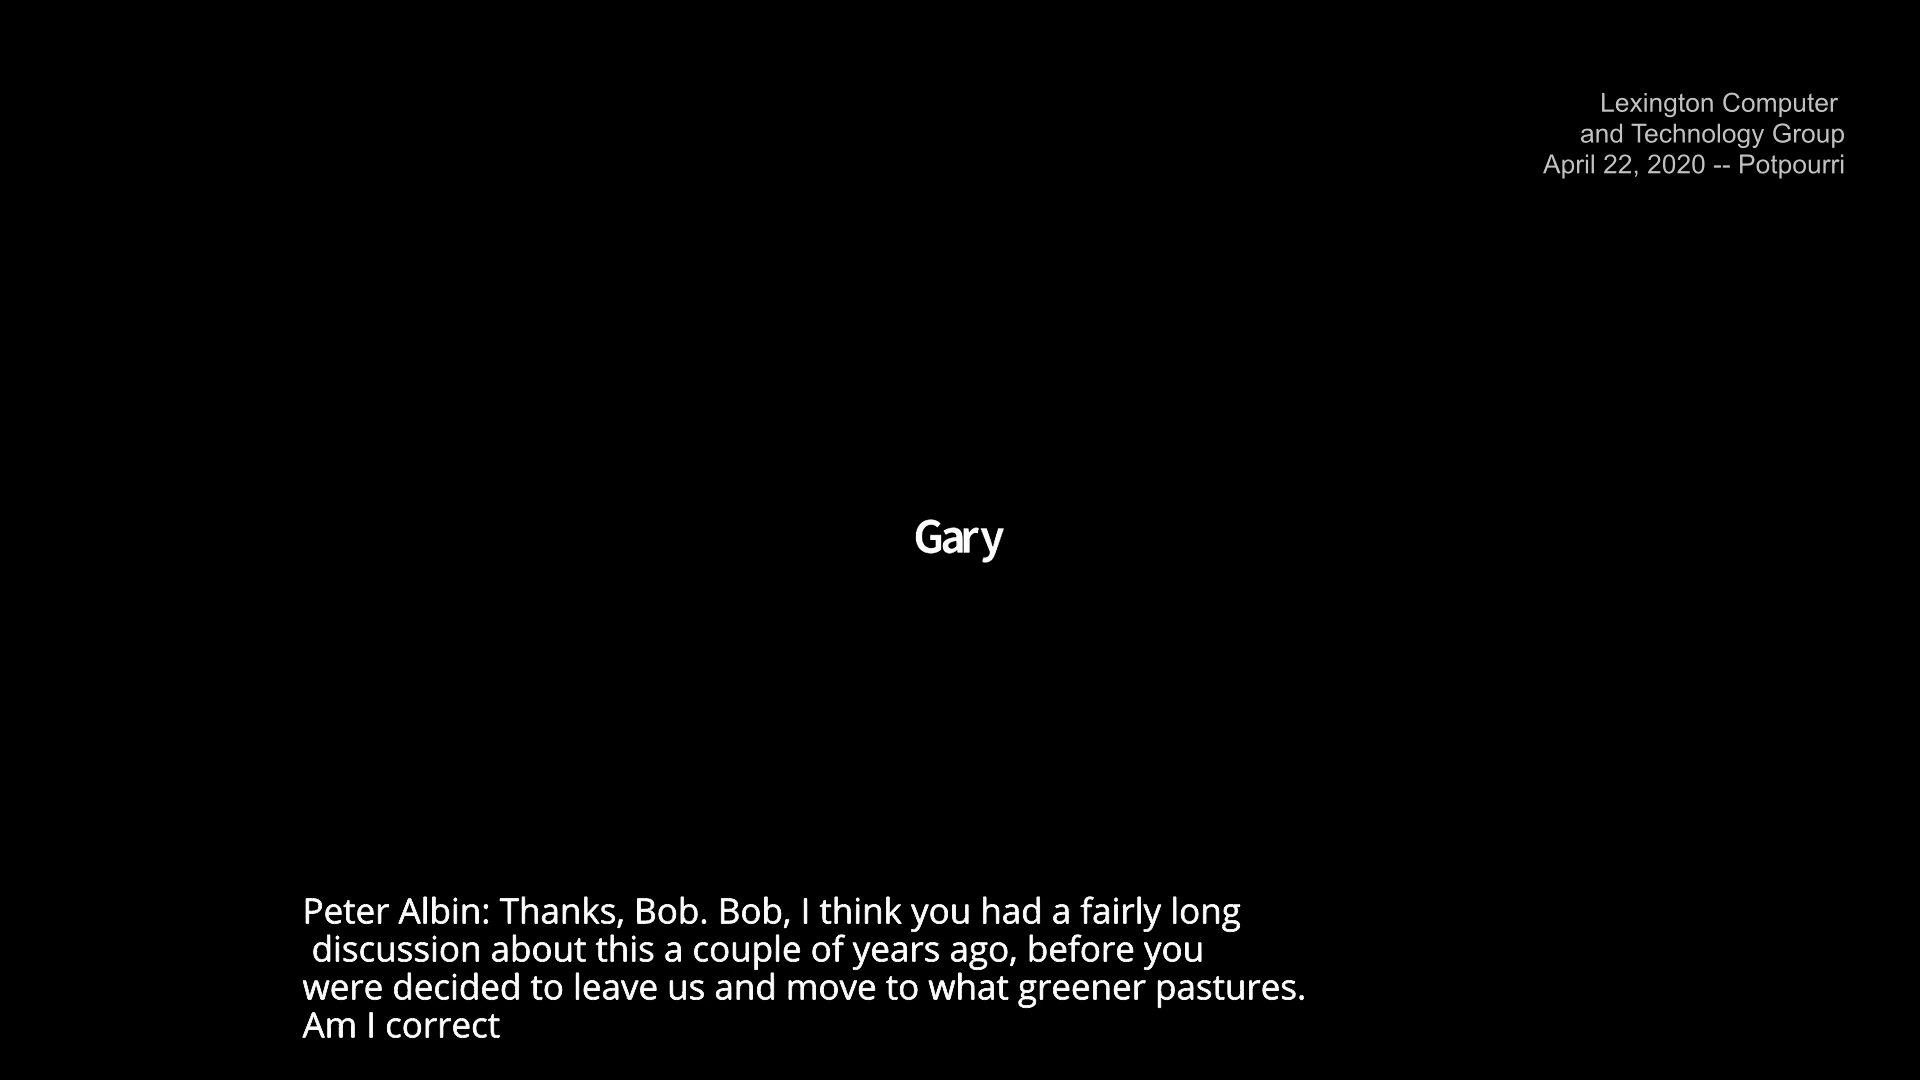 Lexington Computer
and Technology Group
April 22, 2020 -- Potpourri
Gary
Peter Albin: Thanks, Bob. Bob, I think you had a fairly long
discussion about this a couple of years ago, before you
were decided to leave us and move to what greener pastures.
Am I correct